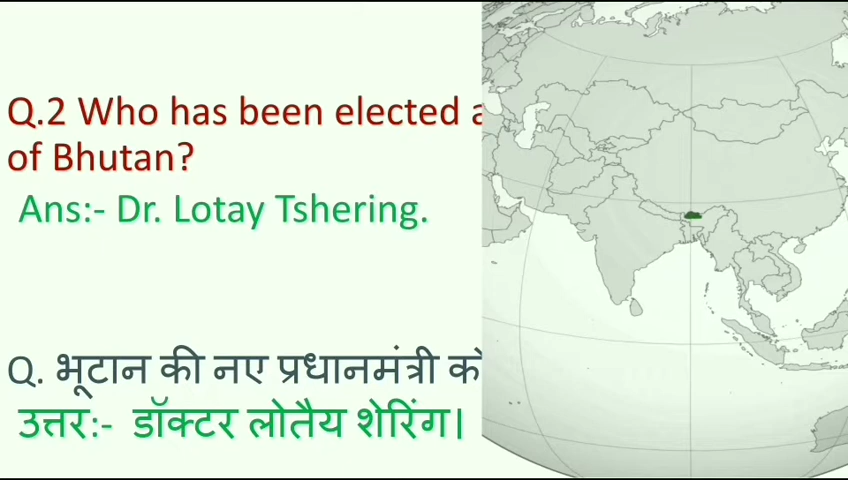 Q.2 Who has been elected a
of Bhutan?
Ans:- Dr. Lotay Tshering.
Q. भूटान की नए प्रधानमंत्री को
उत्तर:- डॉक्टर लोतैय शेरिंग।